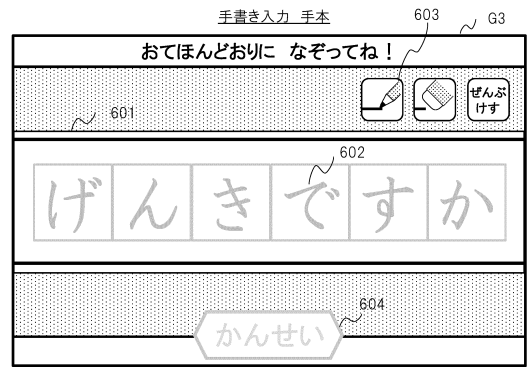 手書き入力 手本
603
G3
おてほんどおりに なぞってね！
ぜんぶ
けす
601
602
げんきですか
604
かんせい